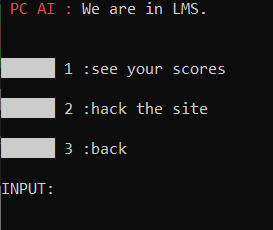 PC AI : We are in LMS.
1 :see your scores
2 :hack the site
3 :back
INPUT: